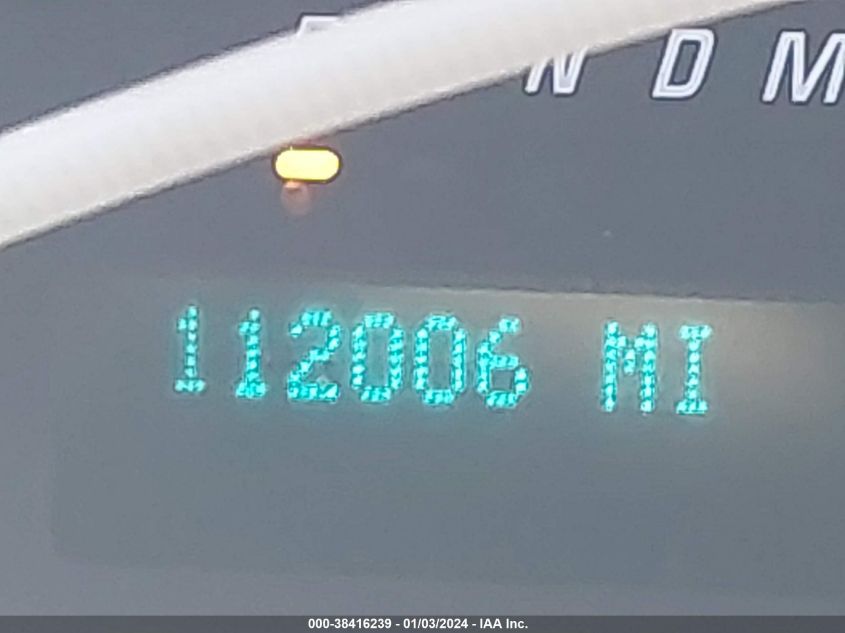 N D M
112006 MI
000-38416239 - 01/03/2024 - IAA Inc.